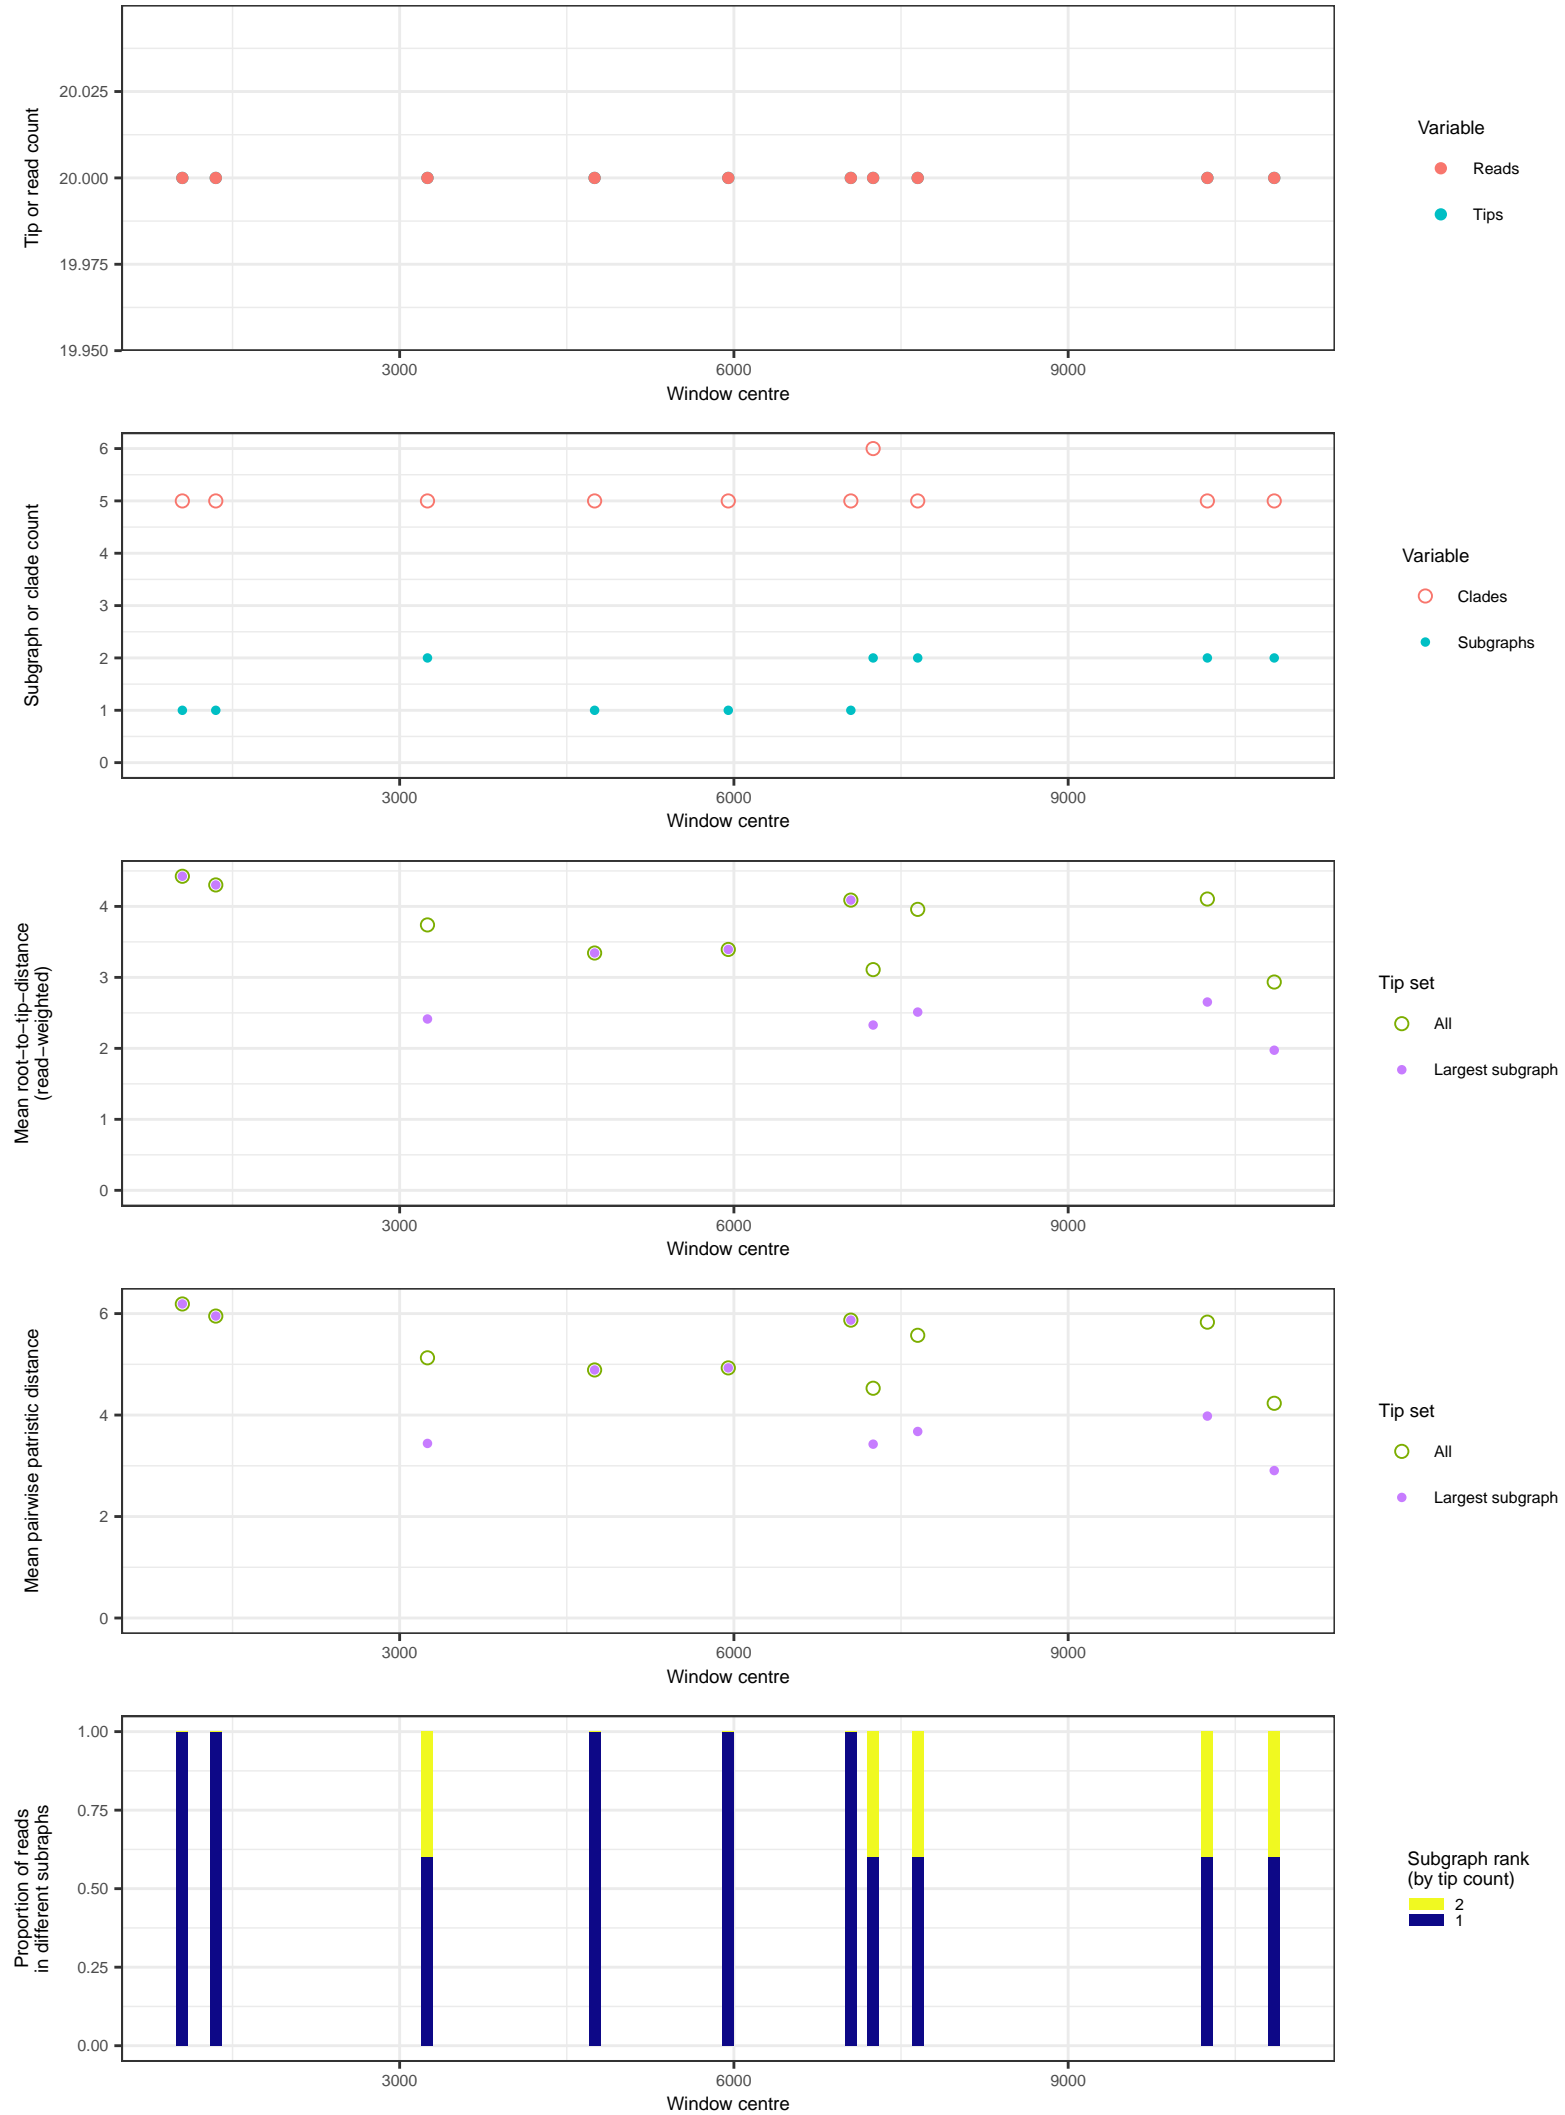 20.025
20.000
19.975
19.950
Tip or read count
3000 6000 9000
Window centre
Variable
Reads
Tips
6
5
4
3
2
1
0
Subgraph or clade count
3000 6000 9000
Window centre
Variable
Clades
Subgraphs
4
3
2
1
0
Mean root−to−tip−distance
(read−weighted)
3000 6000 9000
Window centre
Tip set
All
Largest subgraph
6
4
2
0
Mean pairwise patristic distance
3000 6000 9000
Window centre
Tip set
All
Largest subgraph
1.00
0.75
0.50
0.25
0.00
Proportion of reads
in different subraphs
3000 6000 9000
Window centre
Subgraph rank
(by tip count)
2
1